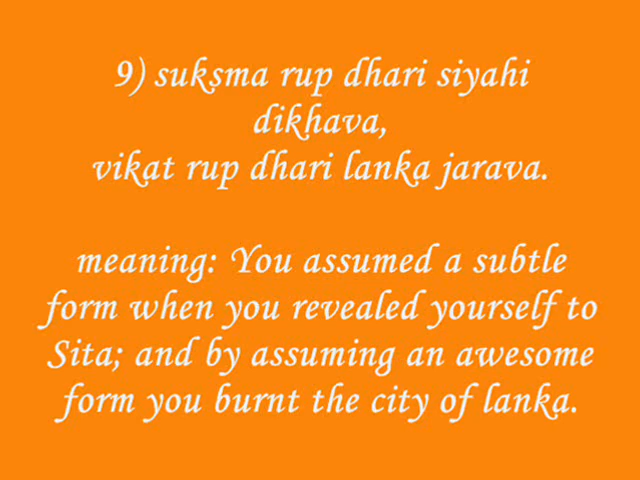 9) suksma rup dhari siyahi
dikhava,
vikat rup dhari lanka jarava.
meaning: You assumed a subtle
form when you revealed yourself to
Sita; and by assuming an awesome
form you burnt the city of lanka.